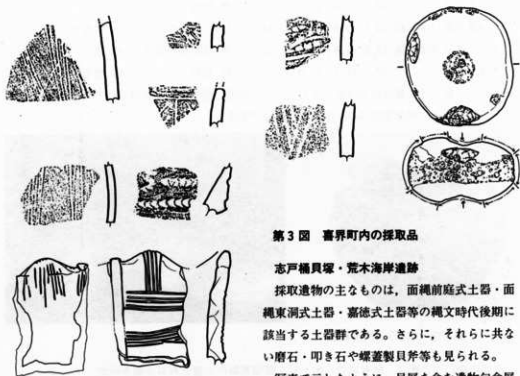 第3図 喜界町内の採取品
志戸桶貝塚・荒木海岸遺跡
採取遺物の主なものは、面縄前庭式土器・面
縄東洞式土器・嘉徳式土器等の縄文時代後期に
該当する土器群である。さらに、それらに共な
い磨石・叩き石や螺蓋製貝斧等も見られる。